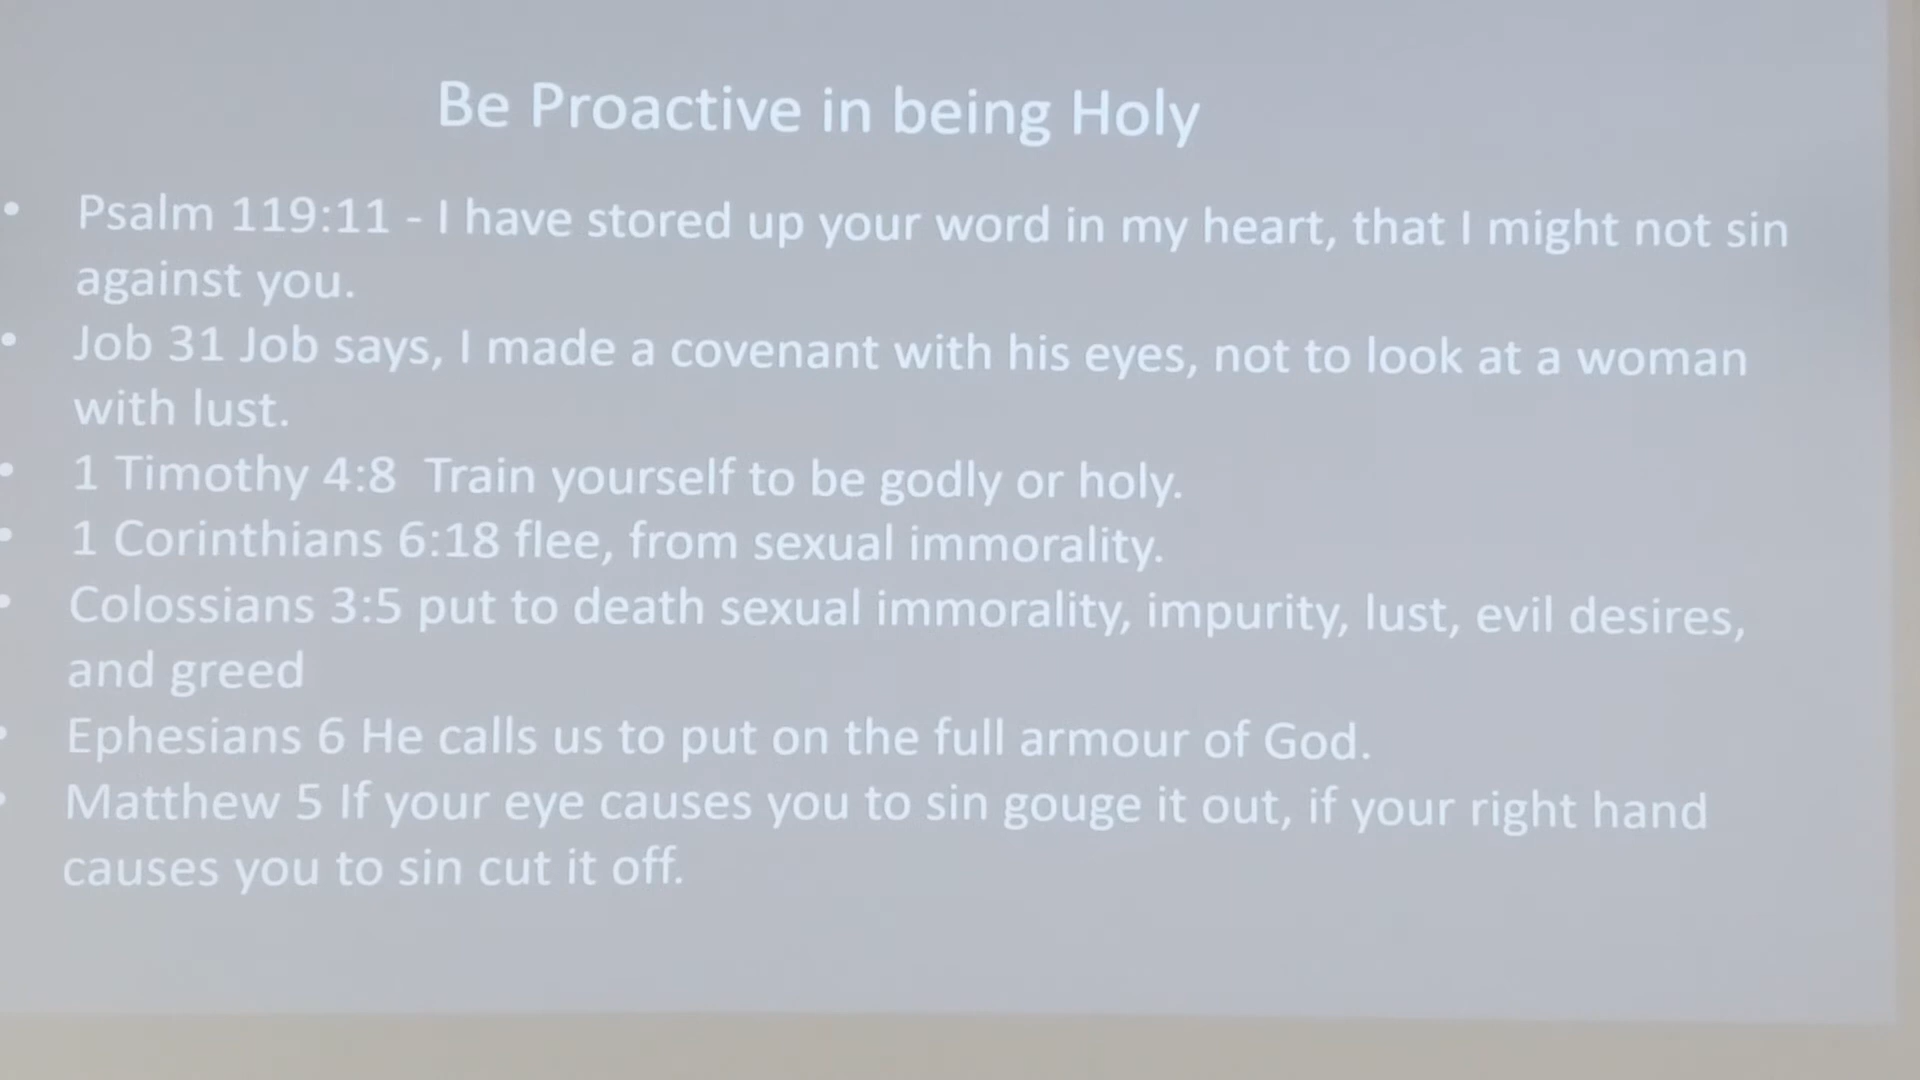 Be Proactive in being Holy
• Psalm 119:11 - I have stored up your word in my heart, that I might not sin
against you.
• Job 31 Job says, I made a covenant with his eyes, not to look at a woman
with lust.
• 1 Timothy 4:8  Train yourself to be godly or holy.
• 1 Corinthians 6:18 flee, from sexual immorality.
• Colossians 3:5 put to death sexual immorality, impurity, lust, evil desires,
and greed
• Ephesians 6 He calls us to put on the full armour of God.
• Matthew 5 If your eye causes you to sin gouge it out, if your right hand
causes you to sin cut it off.